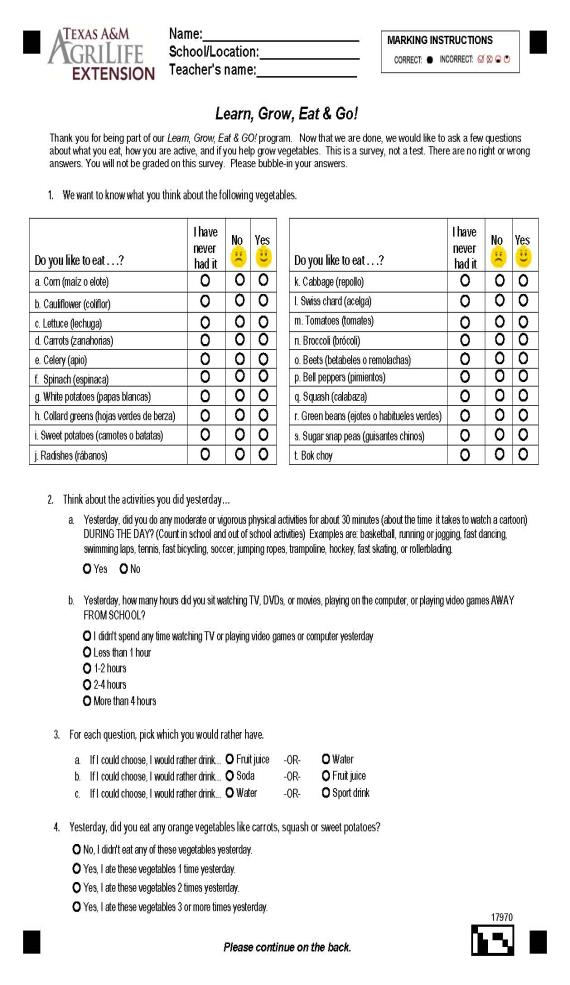 TEXAS A&M
AGRILIFE
EXTENSION
Name:
School/Location:
Teacher's name:
MARKING INSTRUCTIONS
CORRECT: INCORRECT:
Learn, Grow, Eat & Go!
Thank you for being part of our Learn, Grow, Eat & GO! program. Now that we are done, we would like to ask a few questions
about what you eat, how you are active, and if you help grow vegetables. This is a survey, not a test. There are no right or wrong
answers. You will not be graded on this survey. Please bubble-in your answers.
1. We want to know what you think about the following vegetables.
Do you like to eat . . .? I have never had it No Yes
a. Corn (maíz o elote)
b. Cauliflower (coliflor)
c. Lettuce (lechuga)
d. Carrots (zanahorias)
e. Celery (apio)
f. Spinach (espinaca)
g. White potatoes (papas blancas)
h. Collard greens (hojas verdes de berza)
i. Sweet potatoes (camotes o batatas)
j. Radishes (rábanos)
Do you like to eat . . .? I have never had it No Yes
k. Cabbage (repollo)
l. Swiss chard (acelga)
m. Tomatoes (tomates)
n. Broccoli (brócoli)
o. Beets (betabeles o remolachas)
p. Bell peppers (pimientos)
q. Squash (calabaza)
r. Green beans (ejotes o habitueles verdes)
s. Sugar snap peas (guisantes chinos)
t. Bok choy
2. Think about the activities you did yesterday…
a. Yesterday, did you do any moderate or vigorous physical activities for about 30 minutes (about the time it takes to watch a cartoon)
DURING THE DAY? (Count in school and out of school activities) Examples are: basketball, running or jogging, fast dancing,
swimming laps, tennis, fast bicycling, soccer, jumping ropes, trampoline, hockey, fast skating, or rollerblading.
Yes No
b. Yesterday, how many hours did you sit watching TV, DVDs, or movies, playing on the computer, or playing video games AWAY
FROM SCHOOL?
I didn't spend any time watching TV or playing video games or computer yesterday
Less than 1 hour
1-2 hours
2-4 hours
More than 4 hours
3. For each question, pick which you would rather have.
a. If I could choose, I would rather drink... Fruit juice -OR- Water
b. If I could choose, I would rather drink... Soda -OR- Fruit juice
c. If I could choose, I would rather drink... Water -OR- Sport drink
4. Yesterday, did you eat any orange vegetables like carrots, squash or sweet potatoes?
No, I didn't eat any of these vegetables yesterday.
Yes, I ate these vegetables 1 time yesterday.
Yes, I ate these vegetables 2 times yesterday.
Yes, I ate these vegetables 3 or more times yesterday.
17970
Please continue on the back.